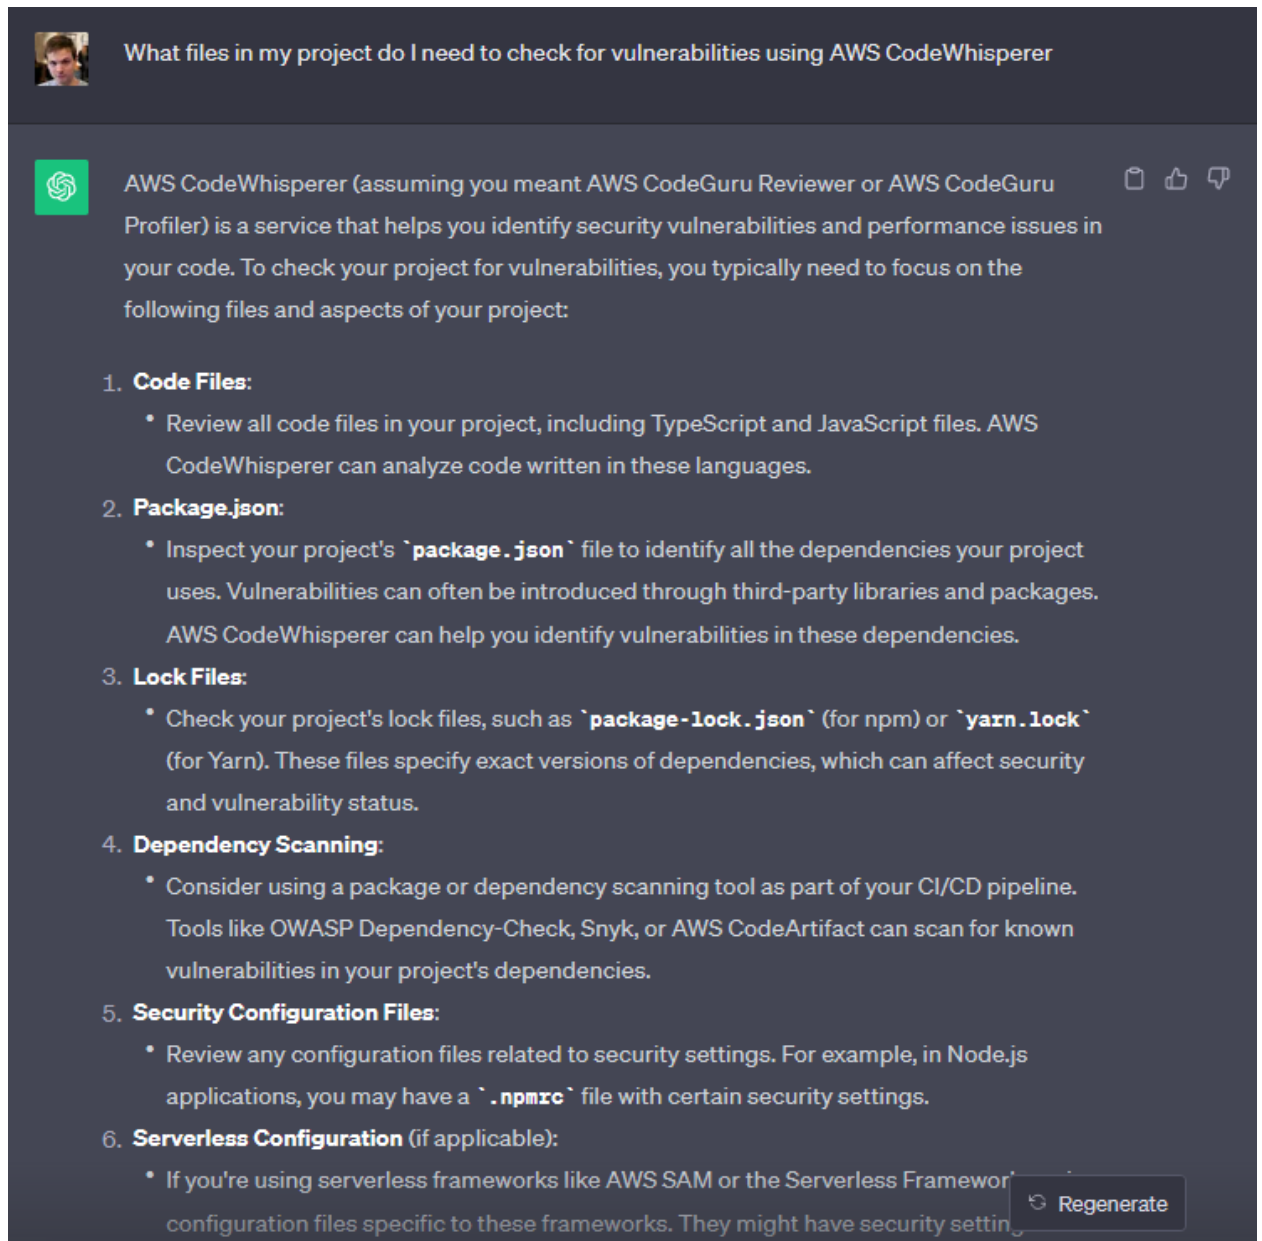 What files in my project do I need to check for vulnerabilities using AWS CodeWhisperer
AWS CodeWhisperer (assuming you meant AWS CodeGuru Reviewer or AWS CodeGuru
Profiler) is a service that helps you identify security vulnerabilities and performance issues in
your code. To check your project for vulnerabilities, you typically need to focus on the
following files and aspects of your project:
1. Code Files:
• Review all code files in your project, including TypeScript and JavaScript files. AWS
CodeWhisperer can analyze code written in these languages.
2. Package.json:
• Inspect your project's `package.json` file to identify all the dependencies your project
uses. Vulnerabilities can often be introduced through third-party libraries and packages.
AWS CodeWhisperer can help you identify vulnerabilities in these dependencies.
3. Lock Files:
• Check your project's lock files, such as `package-lock.json` (for npm) or `yarn.lock`
(for Yarn). These files specify exact versions of dependencies, which can affect security
and vulnerability status.
4. Dependency Scanning:
• Consider using a package or dependency scanning tool as part of your CI/CD pipeline.
Tools like OWASP Dependency-Check, Snyk, or AWS CodeArtifact can scan for known
vulnerabilities in your project's dependencies.
5. Security Configuration Files:
• Review any configuration files related to security settings. For example, in Node.js
applications, you may have a `.npmrc` file with certain security settings.
6. Serverless Configuration (if applicable):
• If you're using serverless frameworks like AWS SAM or the Serverless
configuration files specific to these frameworks. They might have security
Regenerate